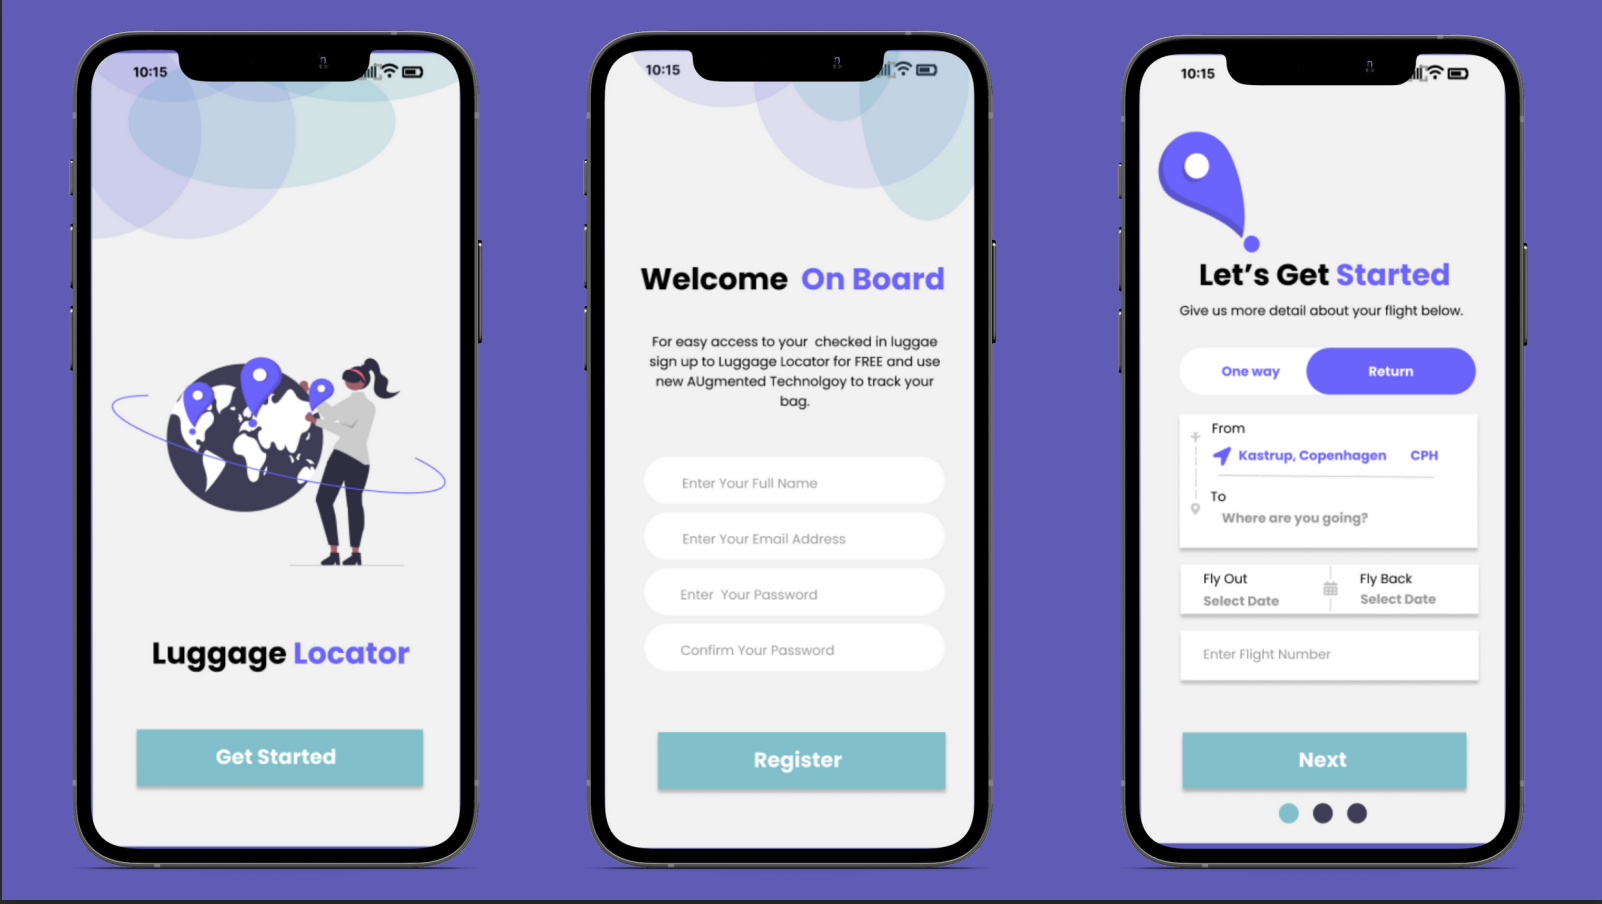 10:15
Luggage Locator
Get Started
10:15
Welcome On Board
For easy access to your checked in luggae
sign up to Luggage Locator for FREE and use
new AUgmented Technolgoy to track your
bag.
Enter Your Full Name
Enter Your Email Address
Enter Your Password
Confirm Your Password
Register
10:15
Let's Get Started
Give us more detail about your flight below.
One way Return
From
Kastrup, Copenhagen CPH
To
Where are you going?
Fly Out Fly Back
Select Date Select Date
Enter Flight Number
Next